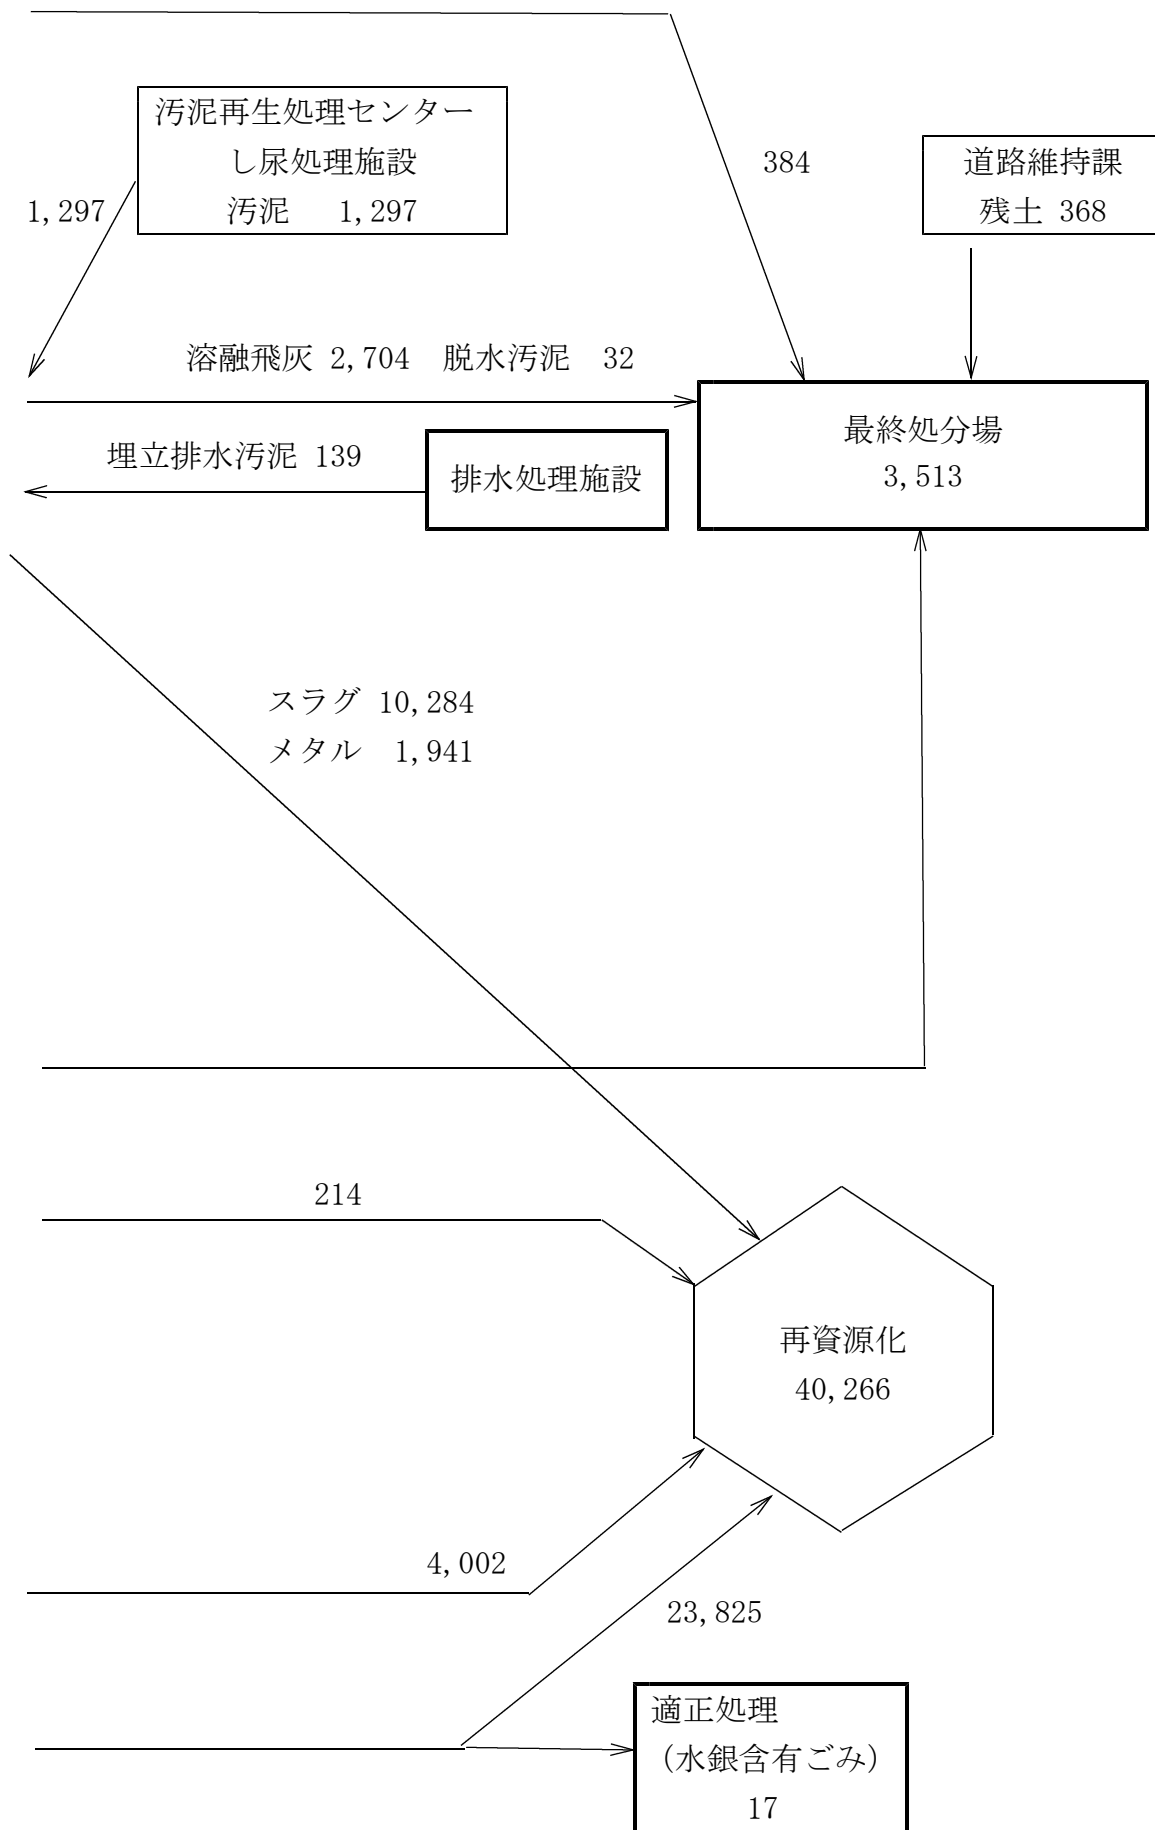 汚泥再生処理センター
し尿処理施設
汚泥 1,297
384
道路維持課
残土 368
1,297
溶融飛灰 2,704 脱水汚泥 32
最終処分場
3,513
埋立排水汚泥 139
排水処理施設
スラグ 10,284
メタル 1,941
214
再資源化
40,266
4,002
23,825
適正処理
（水銀含有ごみ）
17